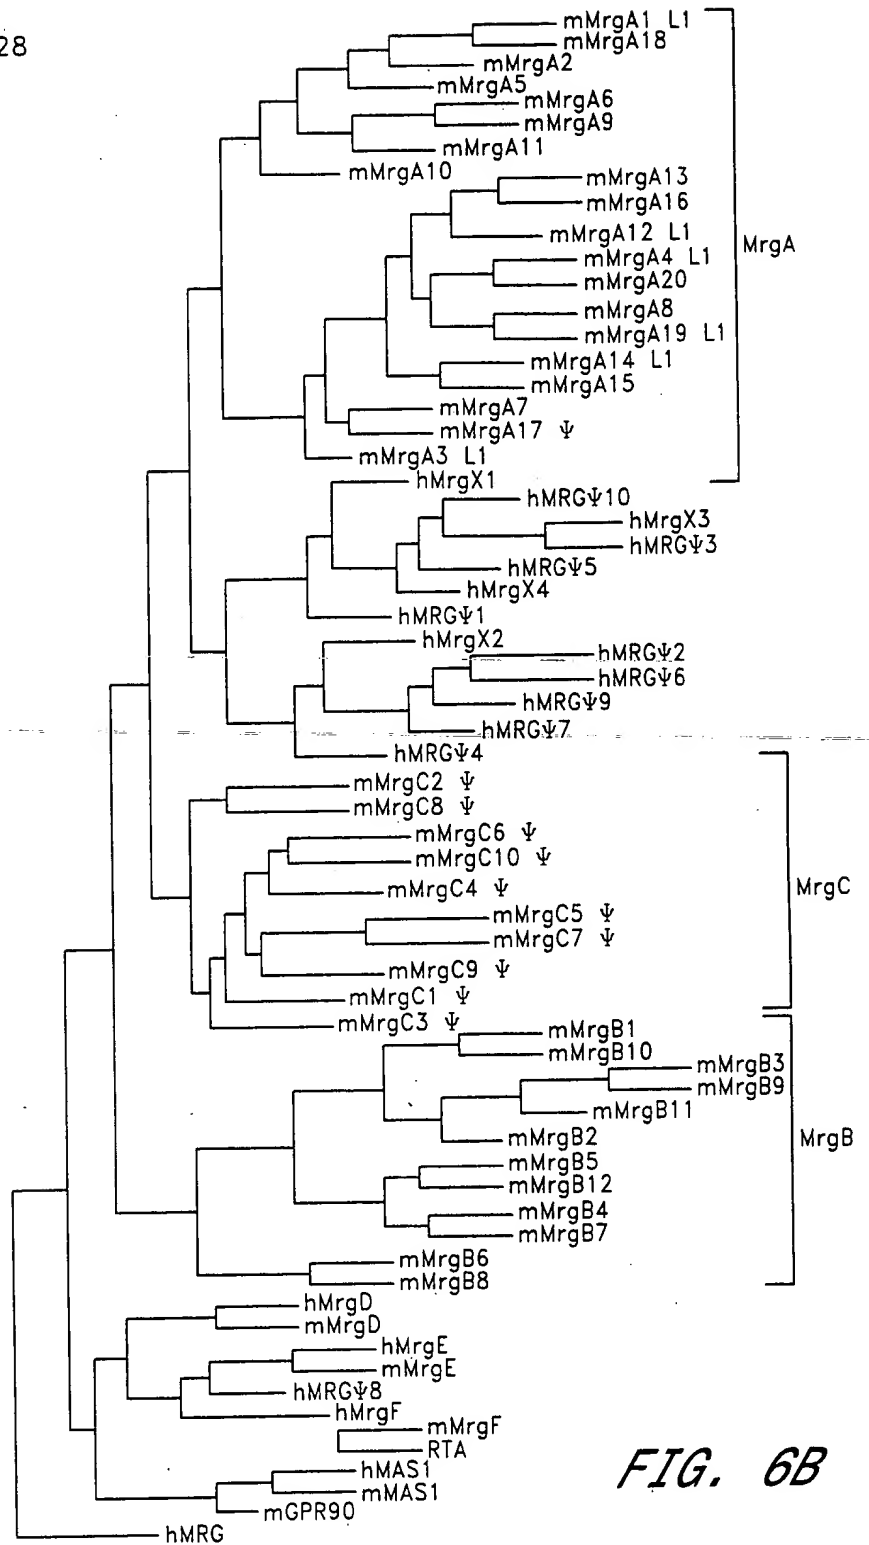 28
mMrgA1 L1
mMrgA18
mMrgA2
mMrgA5
mMrgA6
mMrgA9
mMrgA11
mMrgA10
mMrgA13
mMrgA16
mMrgA12 L1
MrgA
mMrgA4 L1
mMrgA20
mMrgA8
mMrgA19 L1
mMrgA14 L1
mMrgA15
mMrgA7
mMrgA17 Ψ
mMrgA3 L1
hMrgX1
hMRGΨ10
hMrgX3
hMRGΨ3
hMRGΨ5
hMrgX4
hMRGΨ1
hMrgX2
hMRGΨ2
hMRGΨ6
hMRGΨ9
hMRGΨ7
hMRGΨ4
mMrgC2 Ψ
mMrgC8 Ψ
mMrgC6 Ψ
mMrgC10 Ψ
mMrgC4 Ψ
MrgC
mMrgC5 Ψ
mMrgC7 Ψ
mMrgC9 Ψ
mMrgC1 Ψ
mMrgC3 Ψ
mMrgB1
mMrgB10
mMrgB3
mMrgB9
mMrgB11
mMrgB2
MrgB
mMrgB5
mMrgB12
mMrgB4
mMrgB7
mMrgB6
mMrgB8
hMrgD
mMrgD
hMrgE
mMrgE
hMRGΨ8
hMrgF
mMrgF
RTA
hMAS1
mMAS1
mGPR90
hMRG
FIG. 6B